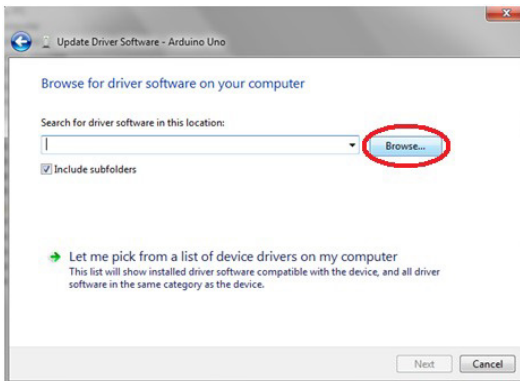 Update Driver Software - Arduino Uno
Browse for driver software on your computer
Search for driver software in this location:
Browse...
Include subfolders
Let me pick from a list of device drivers on my computer
This list will show installed driver software compatible with the device, and all driver
software in the same category as the device.
Next Cancel